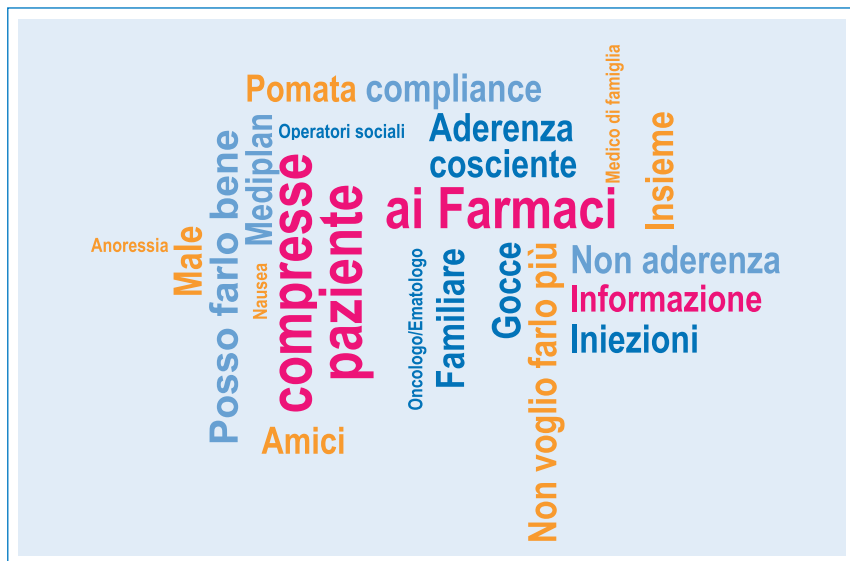 Pomata compliance
Operatori sociali
Aderenza
cosciente
ai Farmaci
Medico di famiglia
Insieme
Mediplan
Posso farlo bene
compresse
paziente
Anoressia
Male
Nausea
Oncologo/Ematologo
Familiare
Gocce
Non voglio farlo più
Non aderenza
Informazione
Iniezioni
Amici